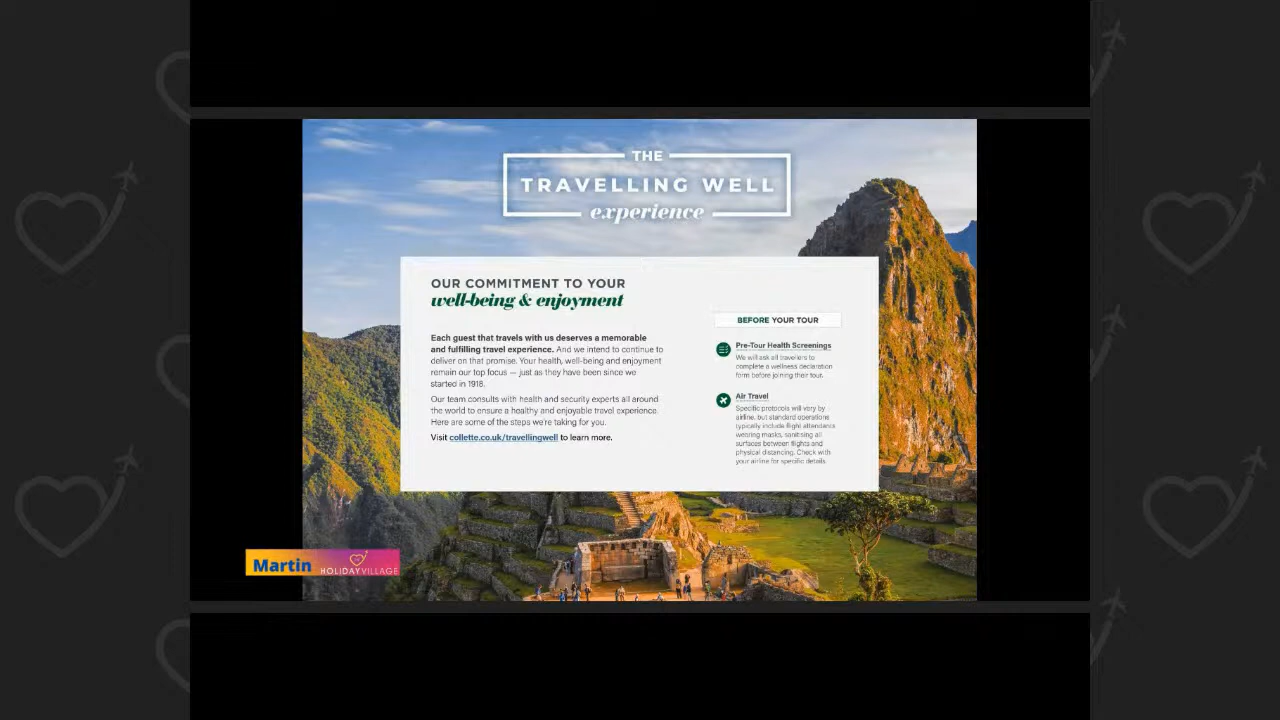 THE
TRAVELLING WELL
experience
OUR COMMITMENT TO YOUR
well-being & enjoyment
Each guest that travels with us deserves a memorable
and fulfilling travel experience. And we intend to continue to
deliver on that promise. Your health, well-being and enjoyment
remain our top focus — just as they have been since we
started in 1918.
Our team consults with health and security experts all around
the world to ensure a healthy and enjoyable travel experience.
Here are some of the steps we're taking for you.
Visit collette.co.uk/travellingwell to learn more.
BEFORE YOUR TOUR
Pre-Tour Health Screenings
We will ask all travellers to
complete a wellness declaration
form before joining their tour.
Air Travel
Specific protocols will vary by
airline, but standard operations
typically include flight attendants
wearing masks, sanitising all
surfaces between flights and
physical distancing. Check with
your airline for specific details.
Martin
HOLIDAYVILLAGE